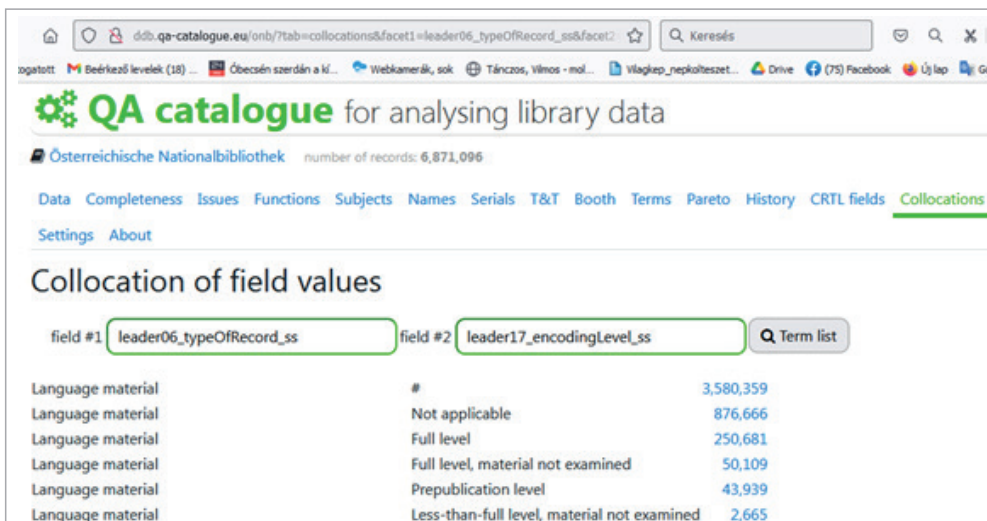 ddb.qa-catalogue.eu/onb/?tab=collocations&facet1=leader06_typeOfRecord_ss&facet2 Keresés
ogatott Beérkező levelek (18) ... Óbecsén szerdán a kí... Webkamerák, sok Tánczos, Vilmos - mol... Vilagkep_nepkolteszet... Drive (75) Facebook Új lap G
QA catalogue for analysing library data
Österreichische Nationalbibliothek number of records: 6,871,096
Data Completeness Issues Functions Subjects Names Serials T&T Booth Terms Pareto History CRTL fields Collocations
Settings About
Collocation of field values
field #1 leader06_typeOfRecord_ss field #2 leader17_encodingLevel_ss Term list
Language material # 3,580,359
Language material Not applicable 876,666
Language material Full level 250,681
Language material Full level, material not examined 50,109
Language material Prepublication level 43,939
Language material Less-than-full level, material not examined 2,665